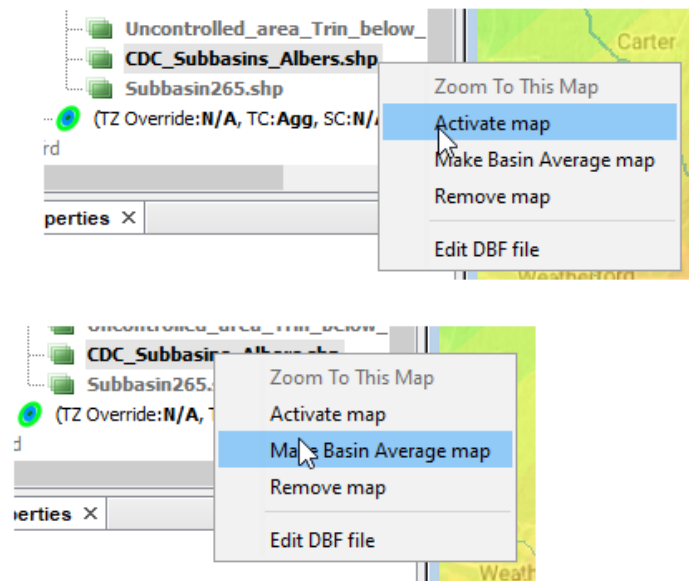 Uncontrolled_area_Trin_below_
Carter
CDC_Subbasins_Albers.shp
Zoom To This Map
Subbasin265.shp
(TZ Override:N/A, TC:Agg, SC:N/
Activate map
rd
Make Basin Average map
Remove map
perties ×
Edit DBF file
Weatherford
Uncontrolled_area_Trin_below_
CDC_Subbasins_Albers.shp
Zoom To This Map
Subbasin265.
(TZ Override:N/A, T
Activate map
d
Make Basin Average map
Remove map
perties ×
Edit DBF file
Weath